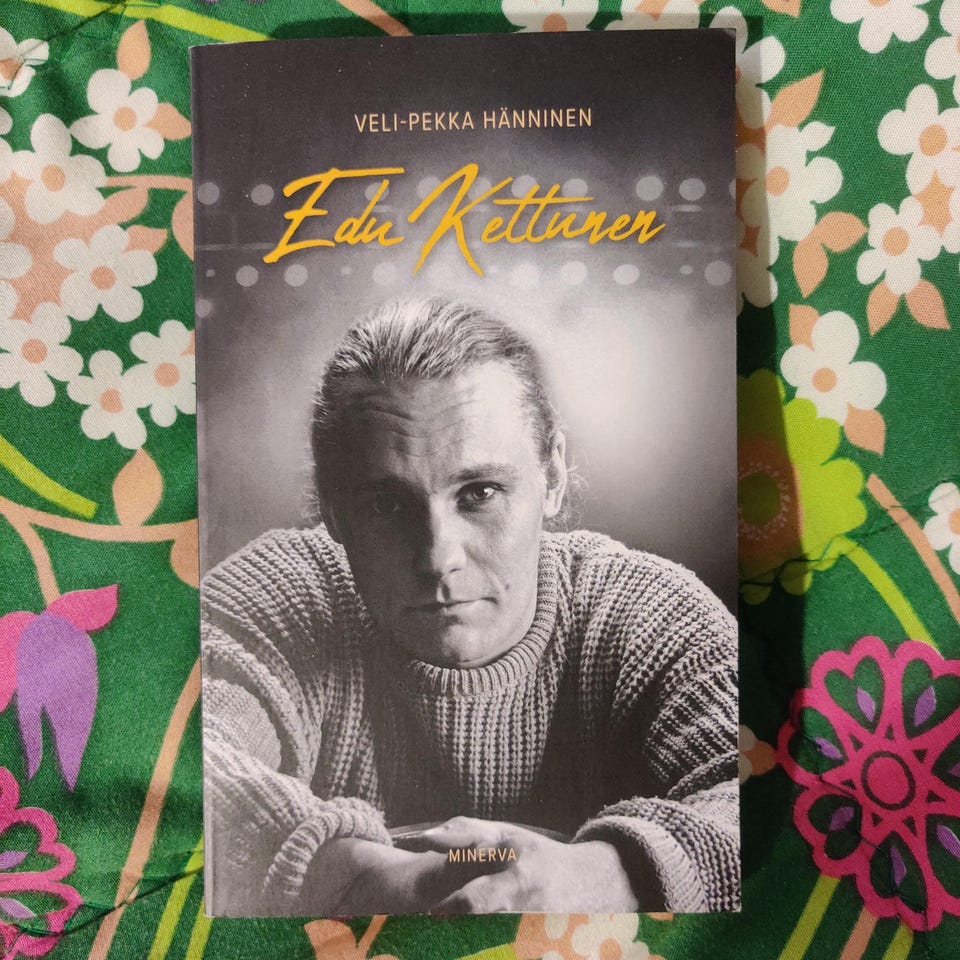 VELI-PEKKA HÄNNINEN
Edu Kettunen
MINERVA